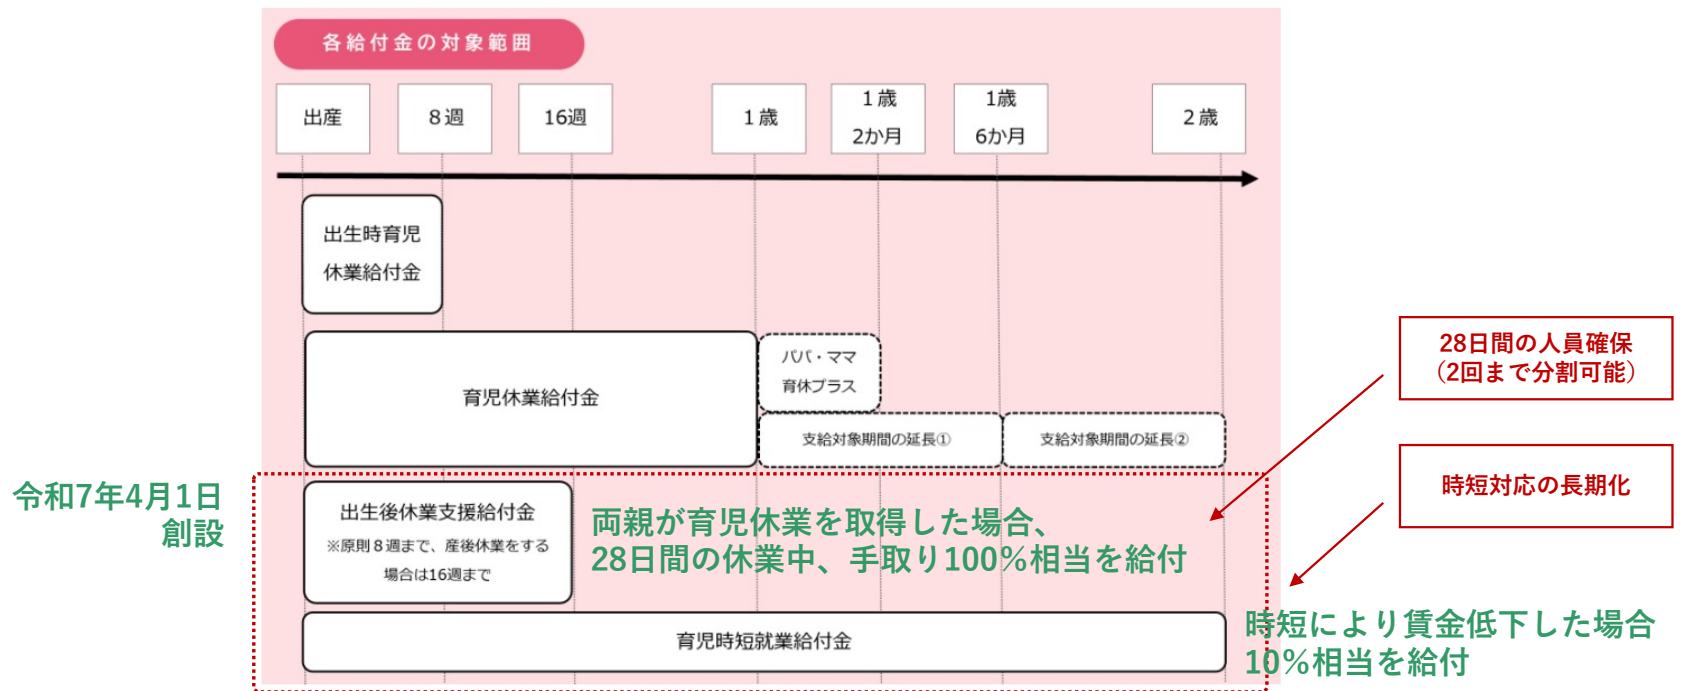 各給付金の対象範囲
出産
８週
16週
１歳
１歳
2か月
1歳
6か月
２歳
出生時育児
休業給付金
育児休業給付金
パパ・ママ
育休プラス
支給対象期間の延長①
支給対象期間の延長②
28日間の人員確保
（2回まで分割可能）
時短対応の長期化
令和7年4月1日
創設
出生後休業支援給付金
※原則８週まで、産後休業をする
場合は16週まで
両親が育児休業を取得した場合、
28日間の休業中、手取り100％相当を給付
育児時短就業給付金
時短により賃金低下した場合
10％相当を給付